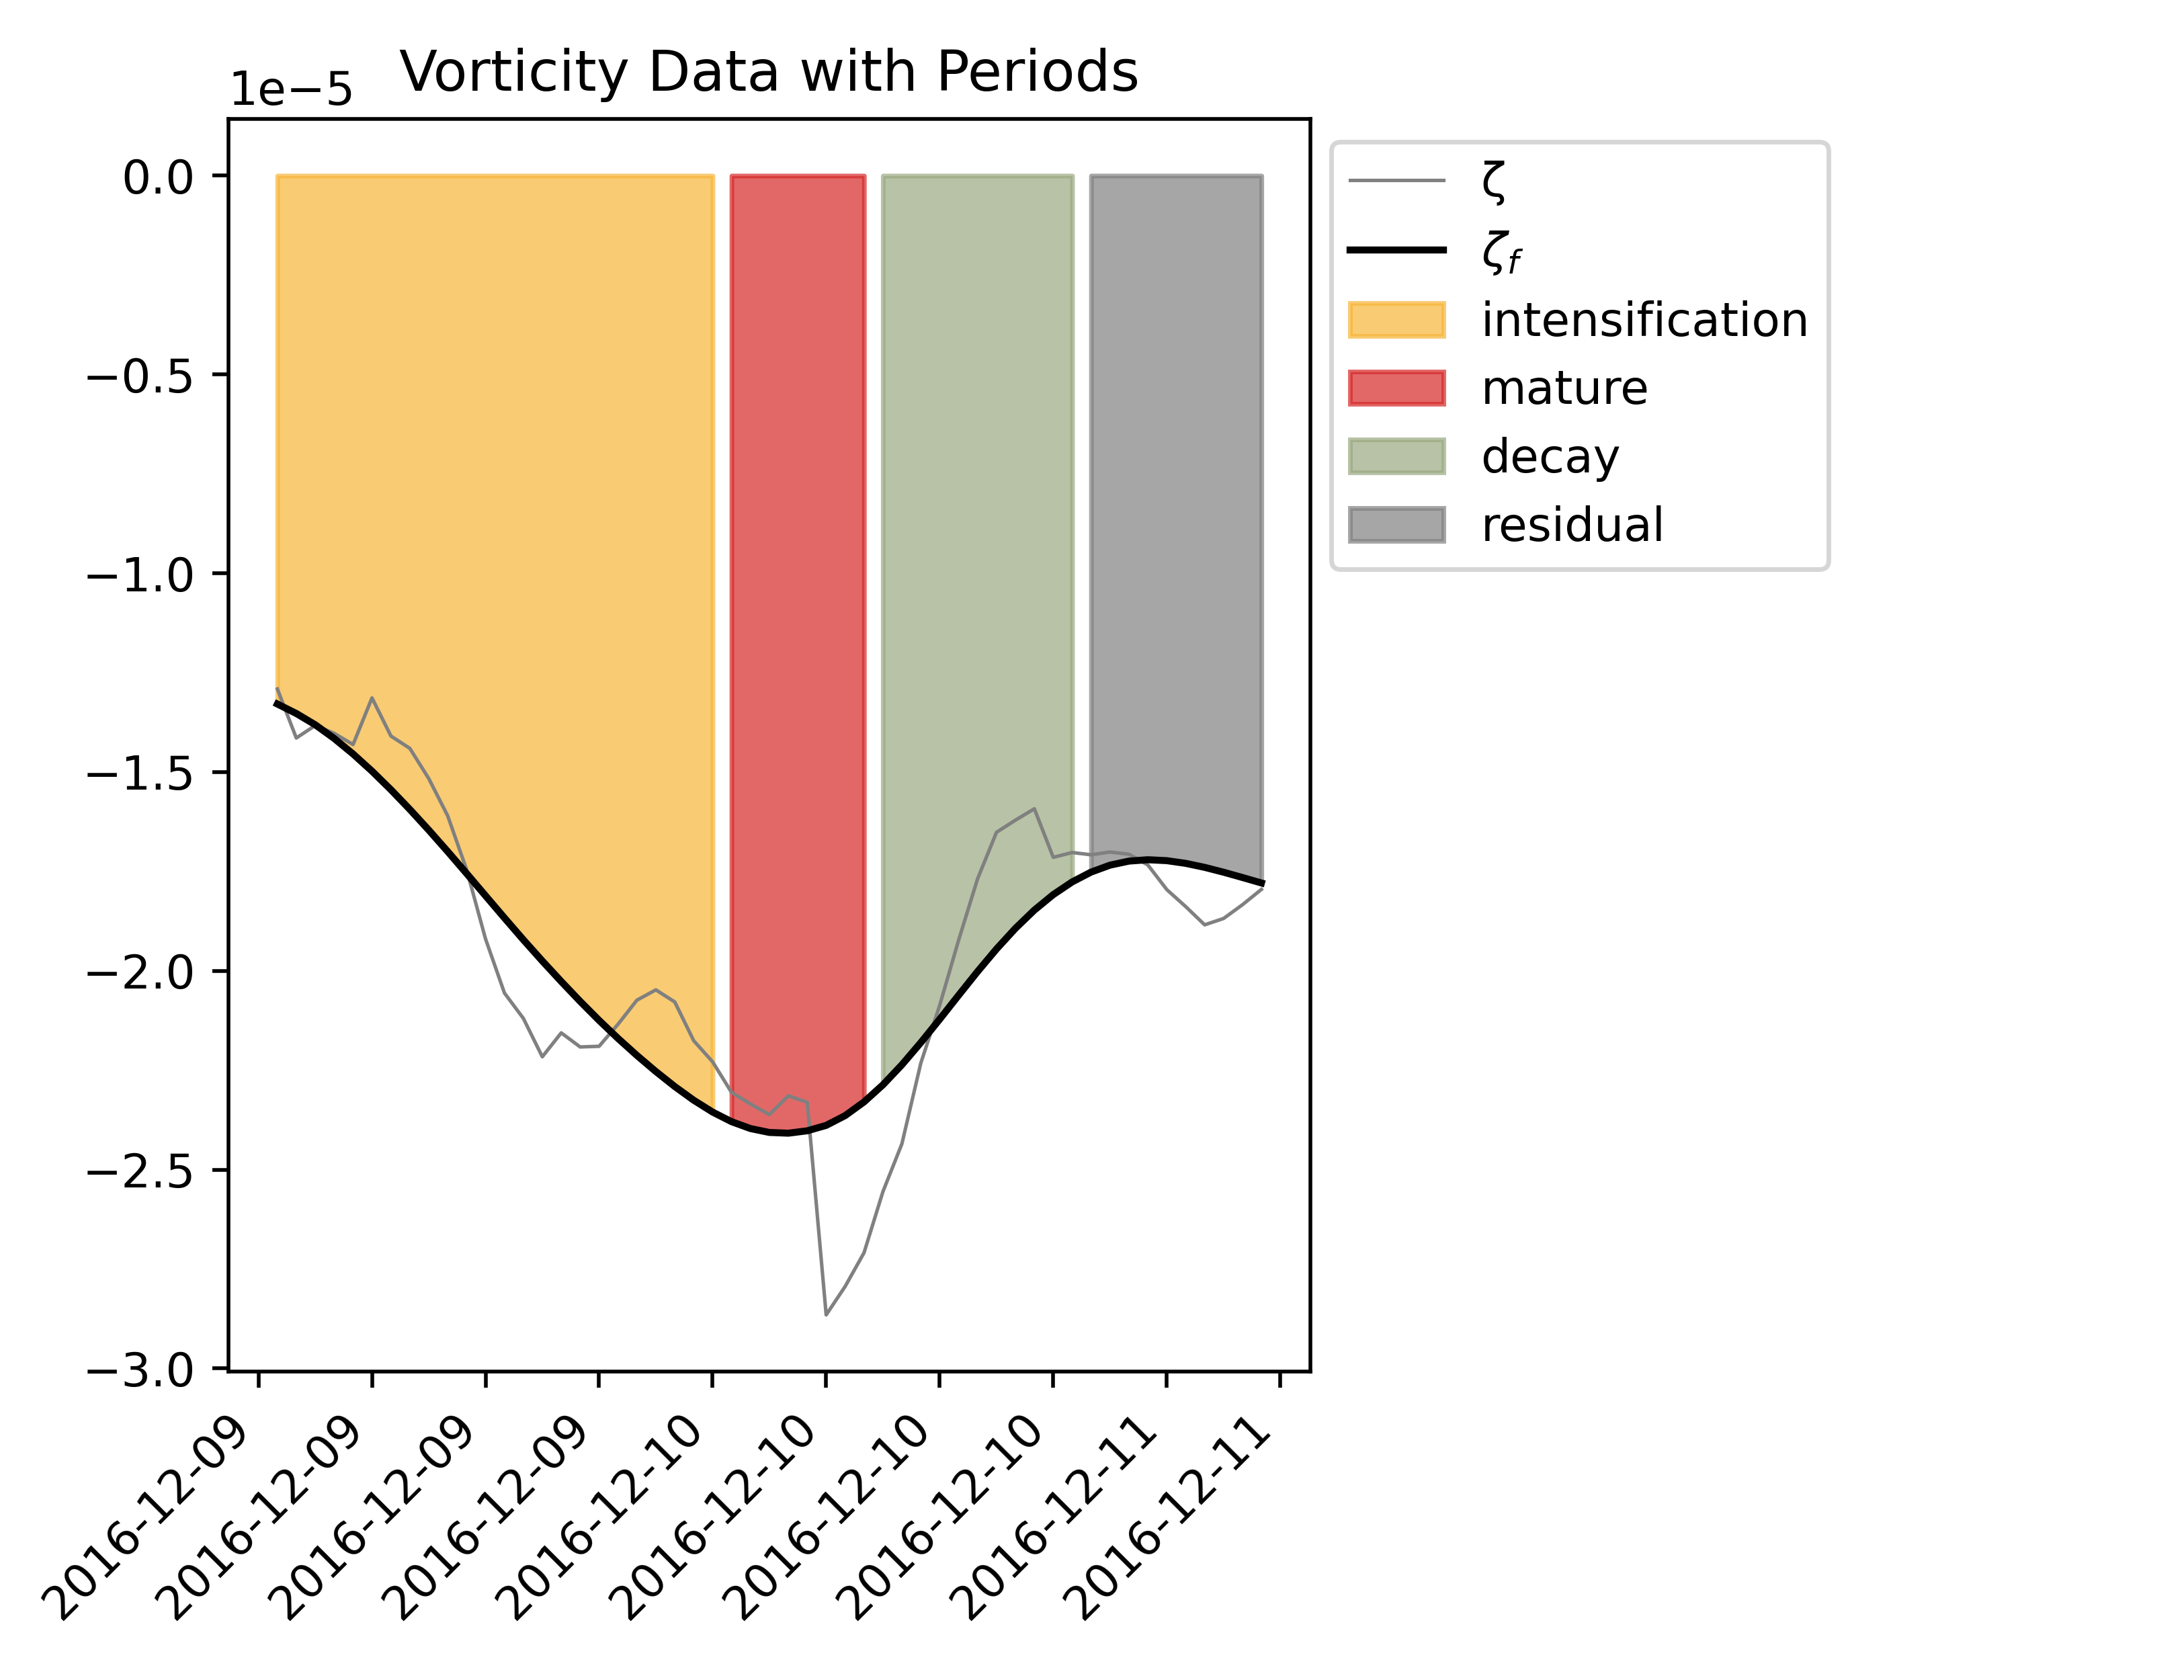 Vorticity Data with Periods
1e−5
0.0
−0.5
−1.0
−1.5
−2.0
−2.5
−3.0
2016-12-09
2016-12-09
2016-12-09
2016-12-09
2016-12-10
2016-12-10
2016-12-10
2016-12-10
2016-12-11
2016-12-11
ζ
ζf
intensification
mature
decay
residual